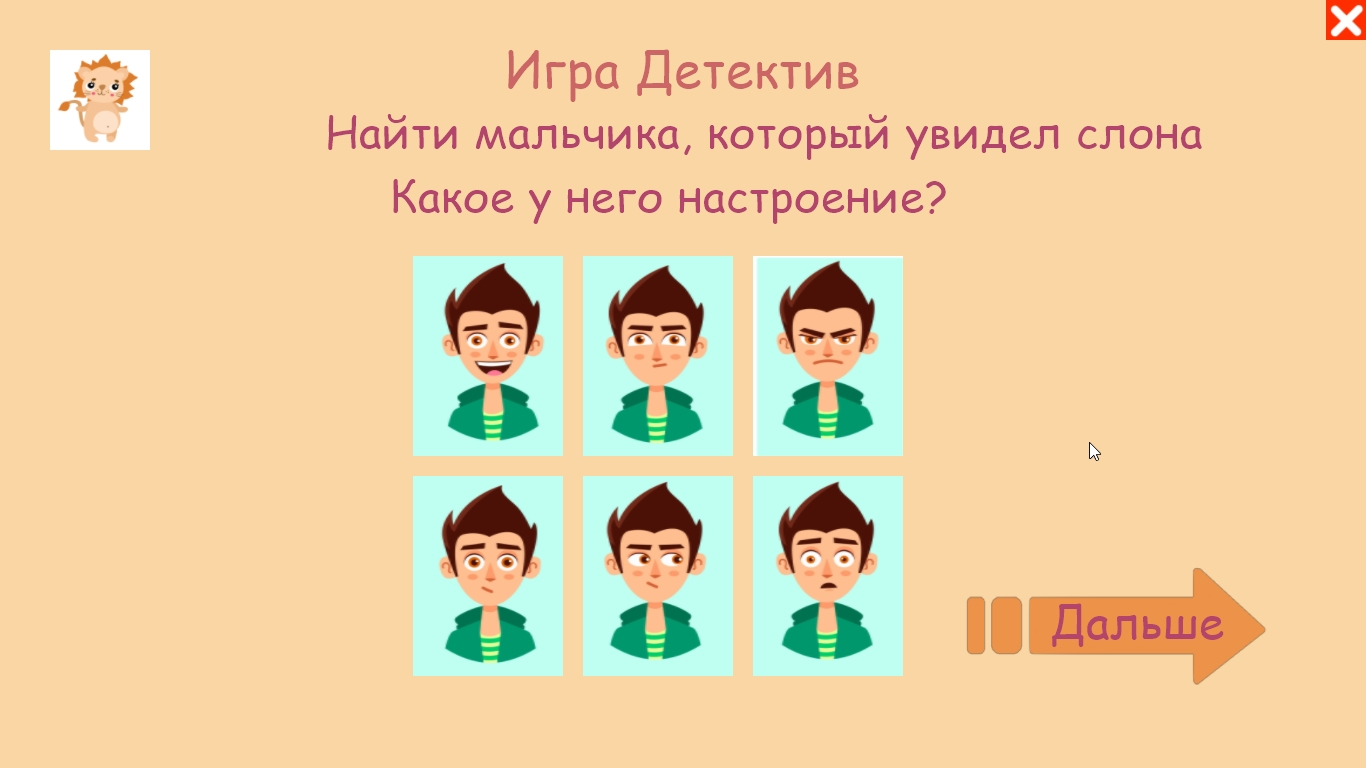 Игра Детектив
Найти мальчика, который увидел слона
Какое у него настроение?
Дальше